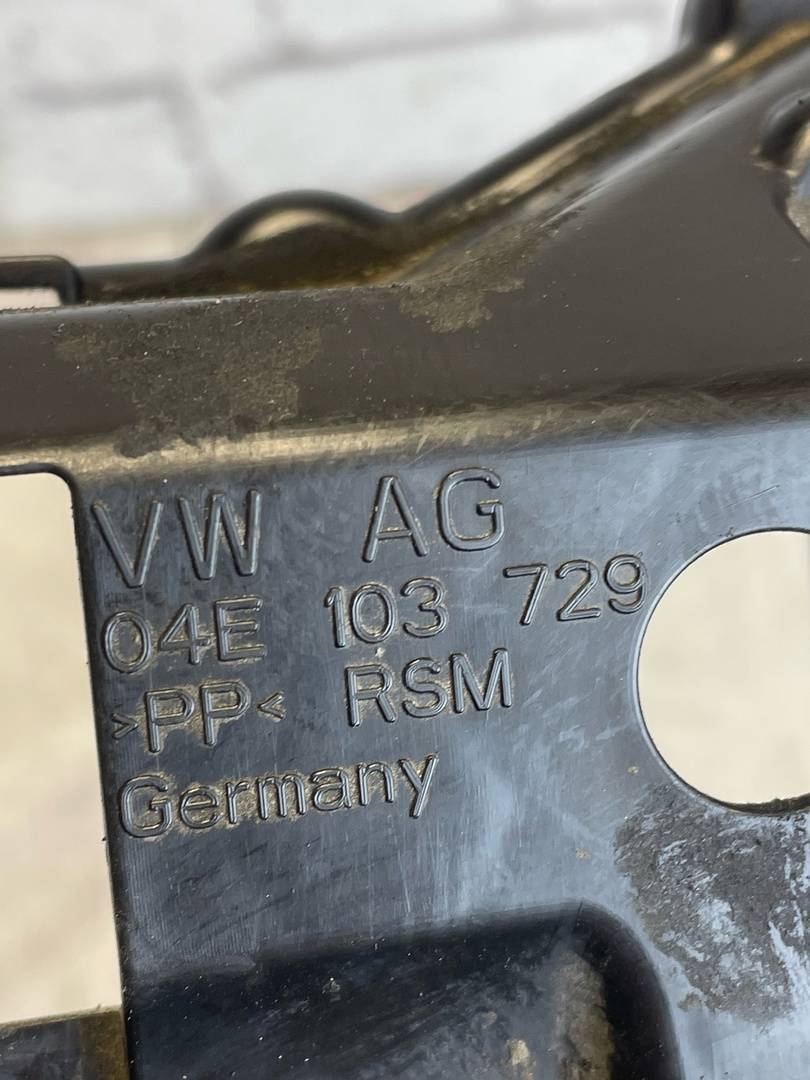 VW AG
04E 103 729
>PP< RSM
Germany